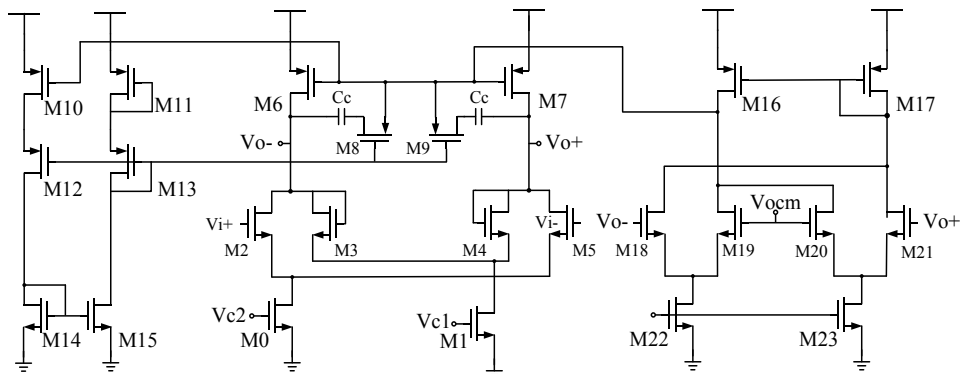 M10
M11
M6
Cc
Cc
M7
M16
M17
Vo-
M8
M9
Vo+
M12
M13
Vi+
M2
M3
M4
Vi-
M5
Vo-
Vocm
Vo+
M18
M19
M20
M21
M14
M15
Vc2
M0
Vc1
M1
M22
M23